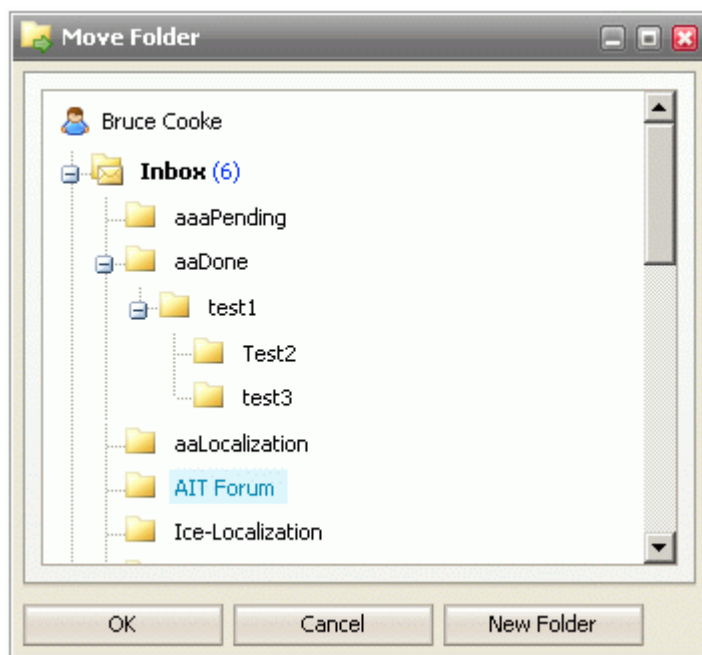 Move Folder
Bruce Cooke
Inbox (6)
aaaPending
aaDone
test1
Test2
test3
aaLocalization
AIT Forum
Ice-Localization
OK Cancel New Folder